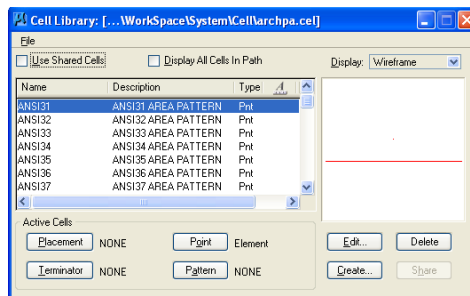 Cell Library: [...\WorkSpace\System\Cell\archpa.cel]
File
Use Shared Cells Display All Cells In Path Display: Wireframe
Name Description Type
ANSI31 ANSI31 AREA PATTERN Pnt
ANSI32 ANSI32 AREA PATTERN Pnt
ANSI33 ANSI33 AREA PATTERN Pnt
ANSI34 ANSI34 AREA PATTERN Pnt
ANSI35 ANSI35 AREA PATTERN Pnt
ANSI36 ANSI36 AREA PATTERN Pnt
ANSI37 ANSI37 AREA PATTERN Pnt
Active Cells
Placement NONE Point Element Edit... Delete
Terminator NONE Pattern NONE Create... Share